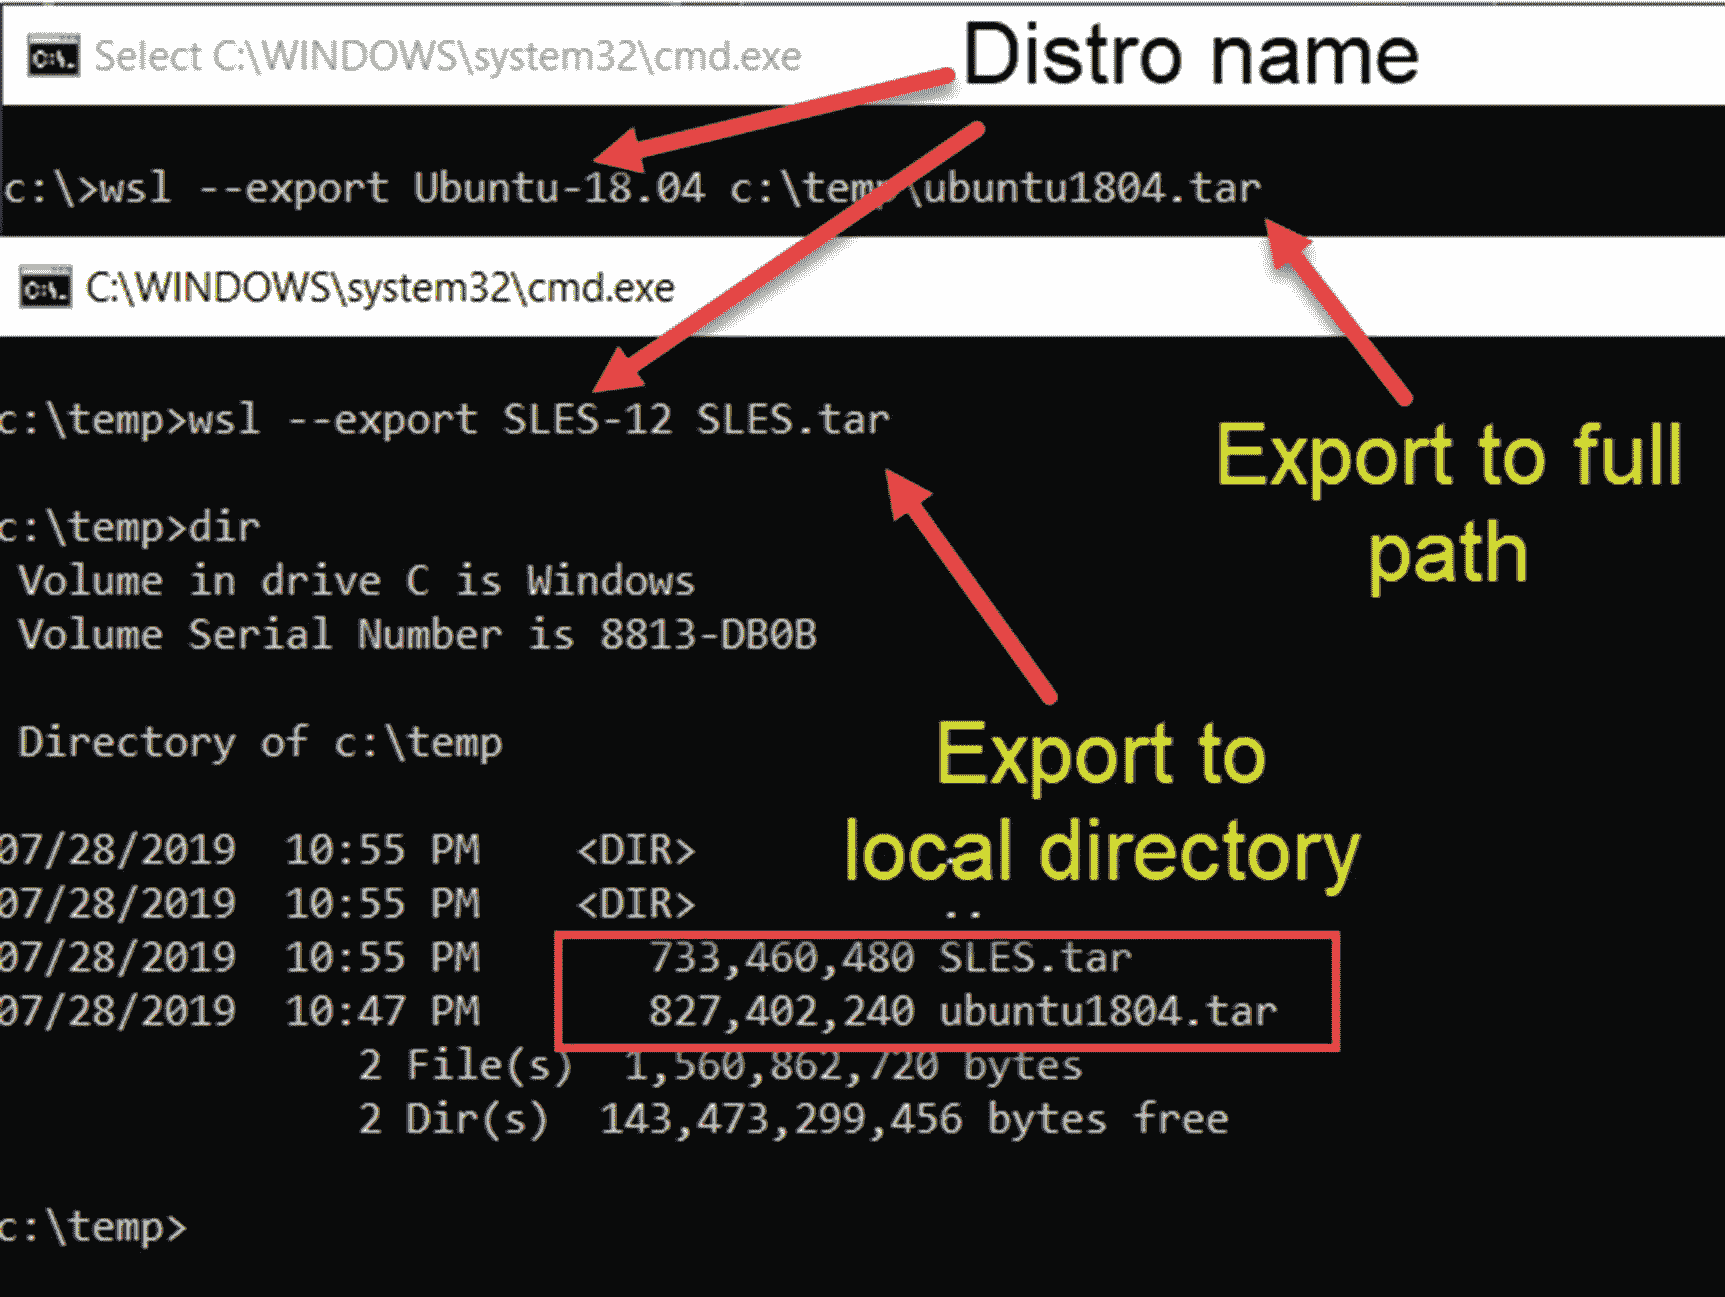 Select C:\WINDOWS\system32\cmd.exe
Distro name
c:\>wsl --export Ubuntu-18.04 c:\temp\ubuntu1804.tar
C:\WINDOWS\system32\cmd.exe
c:\temp>wsl --export SLES-12 SLES.tar
Export to full
path
c:\temp>dir
Volume in drive C is Windows
Volume Serial Number is 8813-DB0B
Directory of c:\temp
Export to
local directory
07/28/2019 10:55 PM <DIR> .
07/28/2019 10:55 PM <DIR> ..
07/28/2019 10:55 PM 733,460,480 SLES.tar
07/28/2019 10:47 PM 827,402,240 ubuntu1804.tar
2 File(s) 1,560,862,720 bytes
2 Dir(s) 143,473,299,456 bytes free
c:\temp>